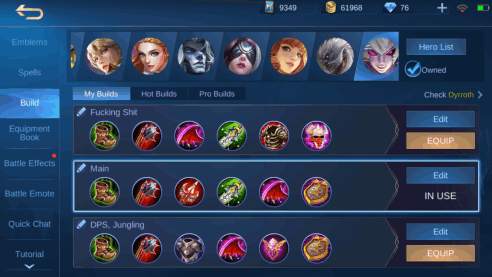 9349
61968
76
Emblems
Spells
Build
Equipment
Book
Battle Effects
Battle Emote
Quick Chat
Tutorial
Hero List
Owned
My Builds
Hot Builds
Pro Builds
Check Dyrroth
Fucking Shit
Edit
EQUIP
Main
Edit
IN USE
DPS, Jungling
Edit
EQUIP